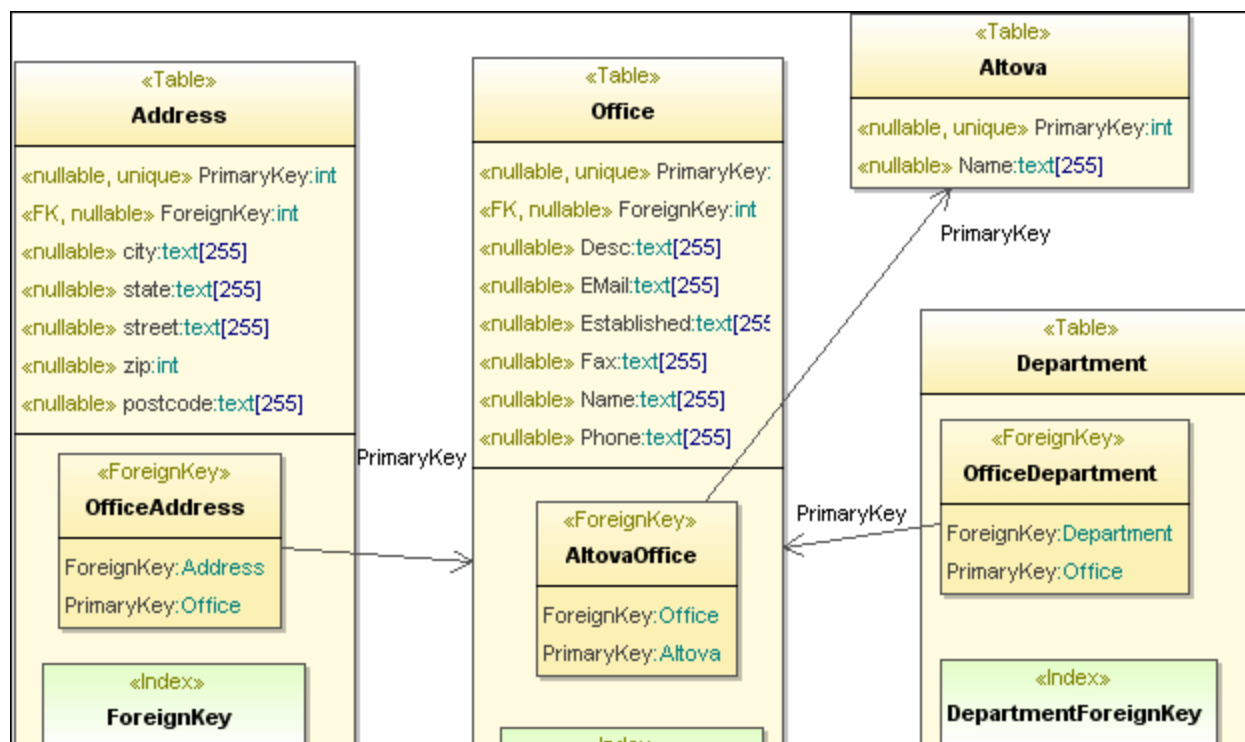 «Table»
Address
«nullable, unique» PrimaryKey:int
«FK, nullable» ForeignKey:int
«nullable» city:text[255]
«nullable» state:text[255]
«nullable» street:text[255]
«nullable» zip:int
«nullable» postcode:text[255]
«ForeignKey»
OfficeAddress
ForeignKey:Address
PrimaryKey:Office
«Index»
ForeignKey
PrimaryKey
«Table»
Office
«nullable, unique» PrimaryKey:
«FK, nullable» ForeignKey:int
«nullable» Desc:text[255]
«nullable» EMail:text[255]
«nullable» Established:text[255
«nullable» Fax:text[255]
«nullable» Name:text[255]
«nullable» Phone:text[255]
«ForeignKey»
AltovaOffice
ForeignKey:Office
PrimaryKey:Altova
«Index»
«Table»
Altova
«nullable, unique» PrimaryKey:int
«nullable» Name:text[255]
PrimaryKey
PrimaryKey
«Table»
Department
«ForeignKey»
OfficeDepartment
ForeignKey:Department
PrimaryKey:Office
«Index»
DepartmentForeignKey